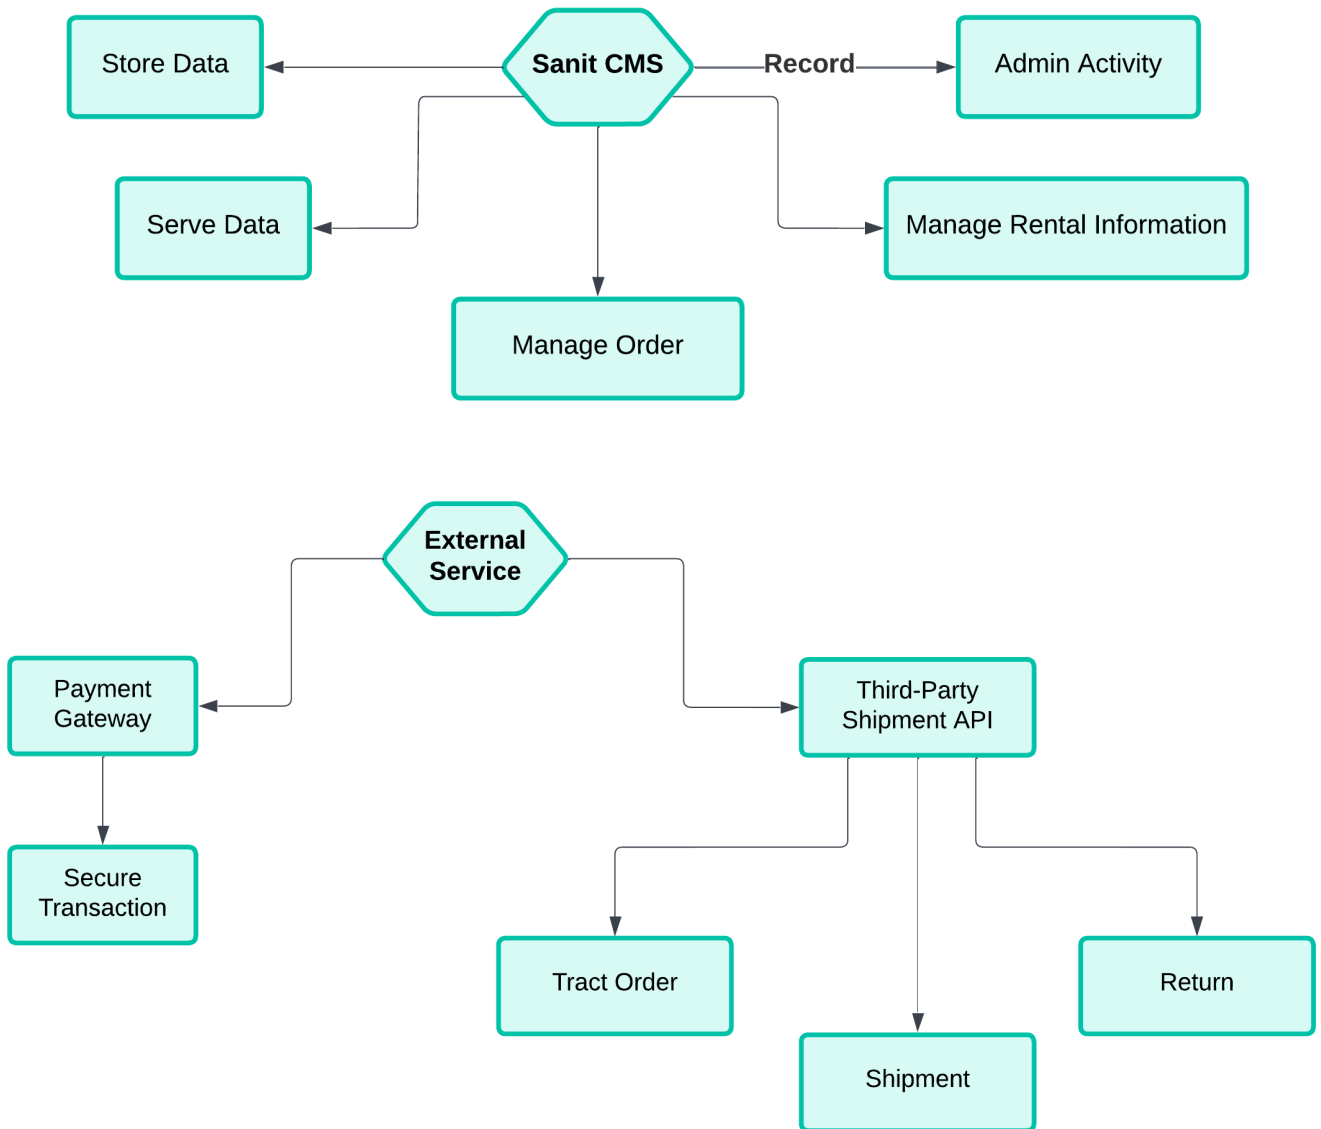 Store Data
Sanit CMS
Record
Admin Activity
Serve Data
Manage Rental Information
Manage Order
External
Service
Payment
Gateway
Third-Party
Shipment API
Secure
Transaction
Tract Order
Return
Shipment